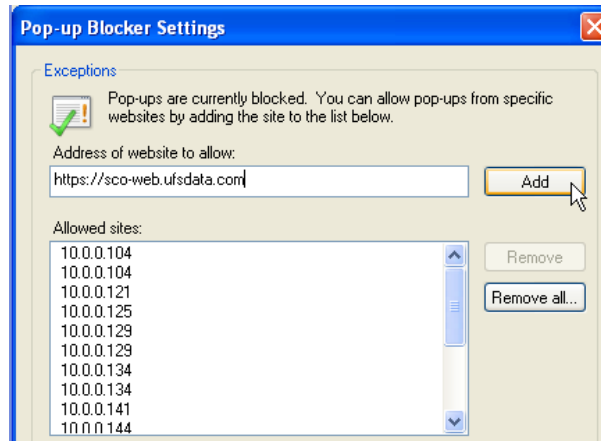 Pop-up Blocker Settings
Exceptions
Pop-ups are currently blocked. You can allow pop-ups from specific
websites by adding the site to the list below.
Address of website to allow:
https://sco-web.ufsdata.com
Add
Allowed sites:
10.0.0.104
10.0.0.104
10.0.0.121
10.0.0.125
10.0.0.129
10.0.0.129
10.0.0.134
10.0.0.134
10.0.0.141
10.0.0.144
Remove
Remove all...